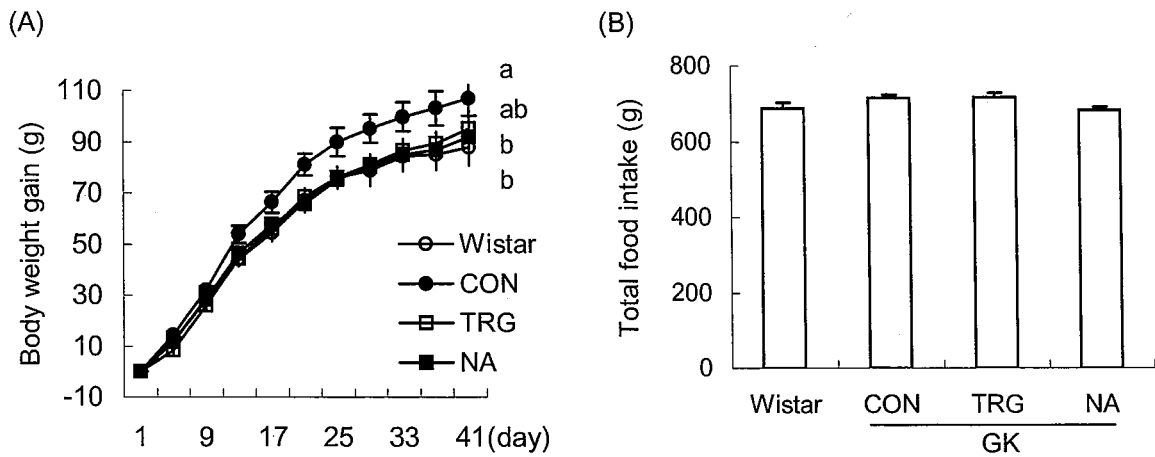 (A)
Body weight gain (g)
110
90
70
50
30
10
-10
a
ab
b
b
Wistar
CON
TRG
NA
1 9 17 25 33 41 (day)
(B)
Total food intake (g)
800
600
400
200
0
Wistar CON TRG NA
GK